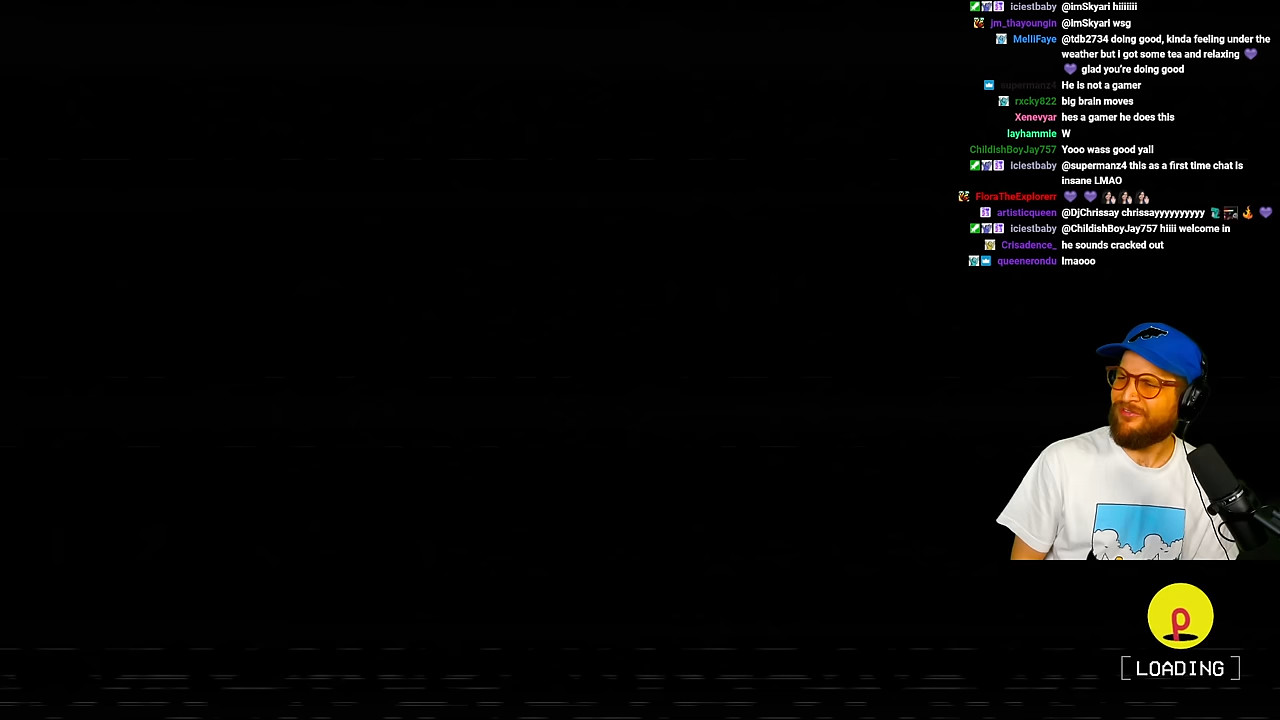 iciestbaby @imSkyari hiiiiiii
jm_thayoungin @imSkyari wsg
MelliFaye @tdb2734 doing good, kinda feeling under the
weather but i got some tea and relaxing
glad you're doing good
supermanz4 He is not a gamer
rxcky822 big brain moves
Xenevyar hes a gamer he does this
layhammie W
ChildishBoyJay757 Yooo wass good yall
iciestbaby @supermanz4 this as a first time chat is
insane LMAO
FloraTheExplorerr
artisticqueen @DjChrissay chrissayyyyyyyyyy
iciestbaby @ChildishBoyJay757 hiiii welcome in
Crisadence_ he sounds cracked out
queenerondu lmaooo
p
[LOADING]